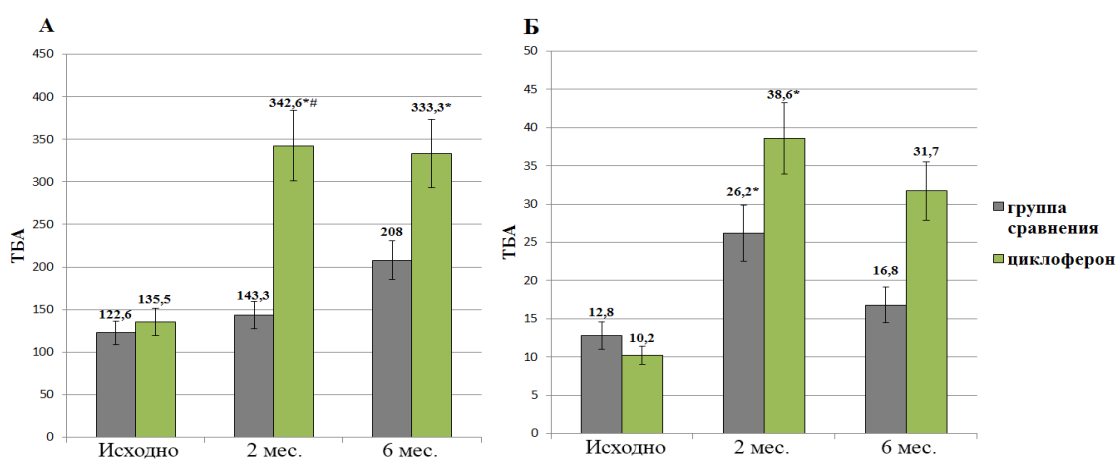 А
450
400
350
300
250
200
150
100
50
0
ТБА
122,6
135,5
143,3
342,6*#
208
333,3*
Исходно
2 мес.
6 мес.
Б
50
45
40
35
30
25
20
15
10
5
0
ТБА
12,8
10,2
26,2*
38,6*
16,8
31,7
Исходно
2 мес.
6 мес.
группа
сравнения
циклоферон